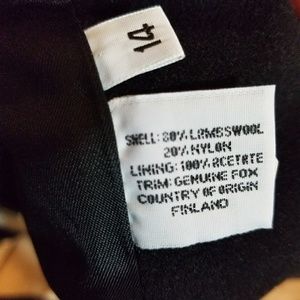 14
SHELL: 80% LAMBSWOOL
20% NYLON
LINING: 100% ACETATE
TRIM: GENUINE FOX
COUNTRY OF ORIGIN
FINLAND